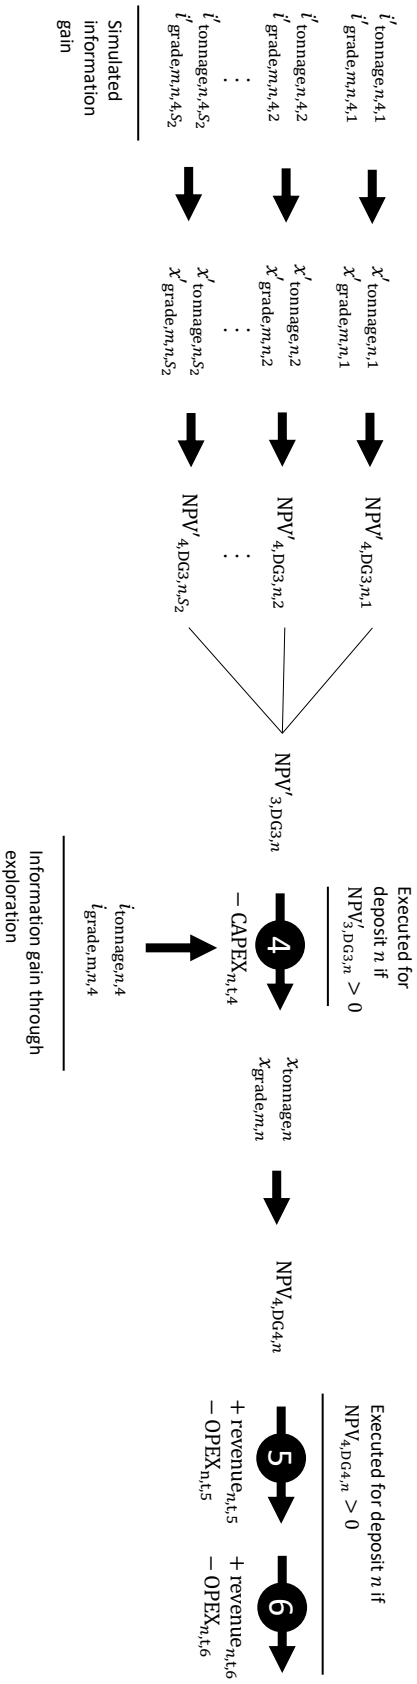 i′tonnage,n,4,1
i′grade,m,n,4,1
i′tonnage,n,4,2
i′grade,m,n,4,2
⋮
i′tonnage,n,4,S₂
i′grade,m,n,4,S₂
Simulated
information
gain
x′tonnage,n,1
x′grade,m,n,1
x′tonnage,n,2
x′grade,m,n,2
⋮
x′tonnage,n,S₂
x′grade,m,n,S₂
NPV′4,DG3,n,1
NPV′4,DG3,n,2
⋮
NPV′4,DG3,n,S₂
NPV′3,DG3,n
Executed for
deposit n if
NPV′3,DG3,n > 0
4
− CAPEXn,t,4
itonnage,n,4
igrade,m,n,4
Information gain through
exploration
xtonnage,n
xgrade,m,n
NPV4,DG4,n
Executed for deposit n if
NPV4,DG4,n > 0
5
+ revenuen,t,5
− OPEXn,t,5
6
+ revenuen,t,6
− OPEXn,t,6